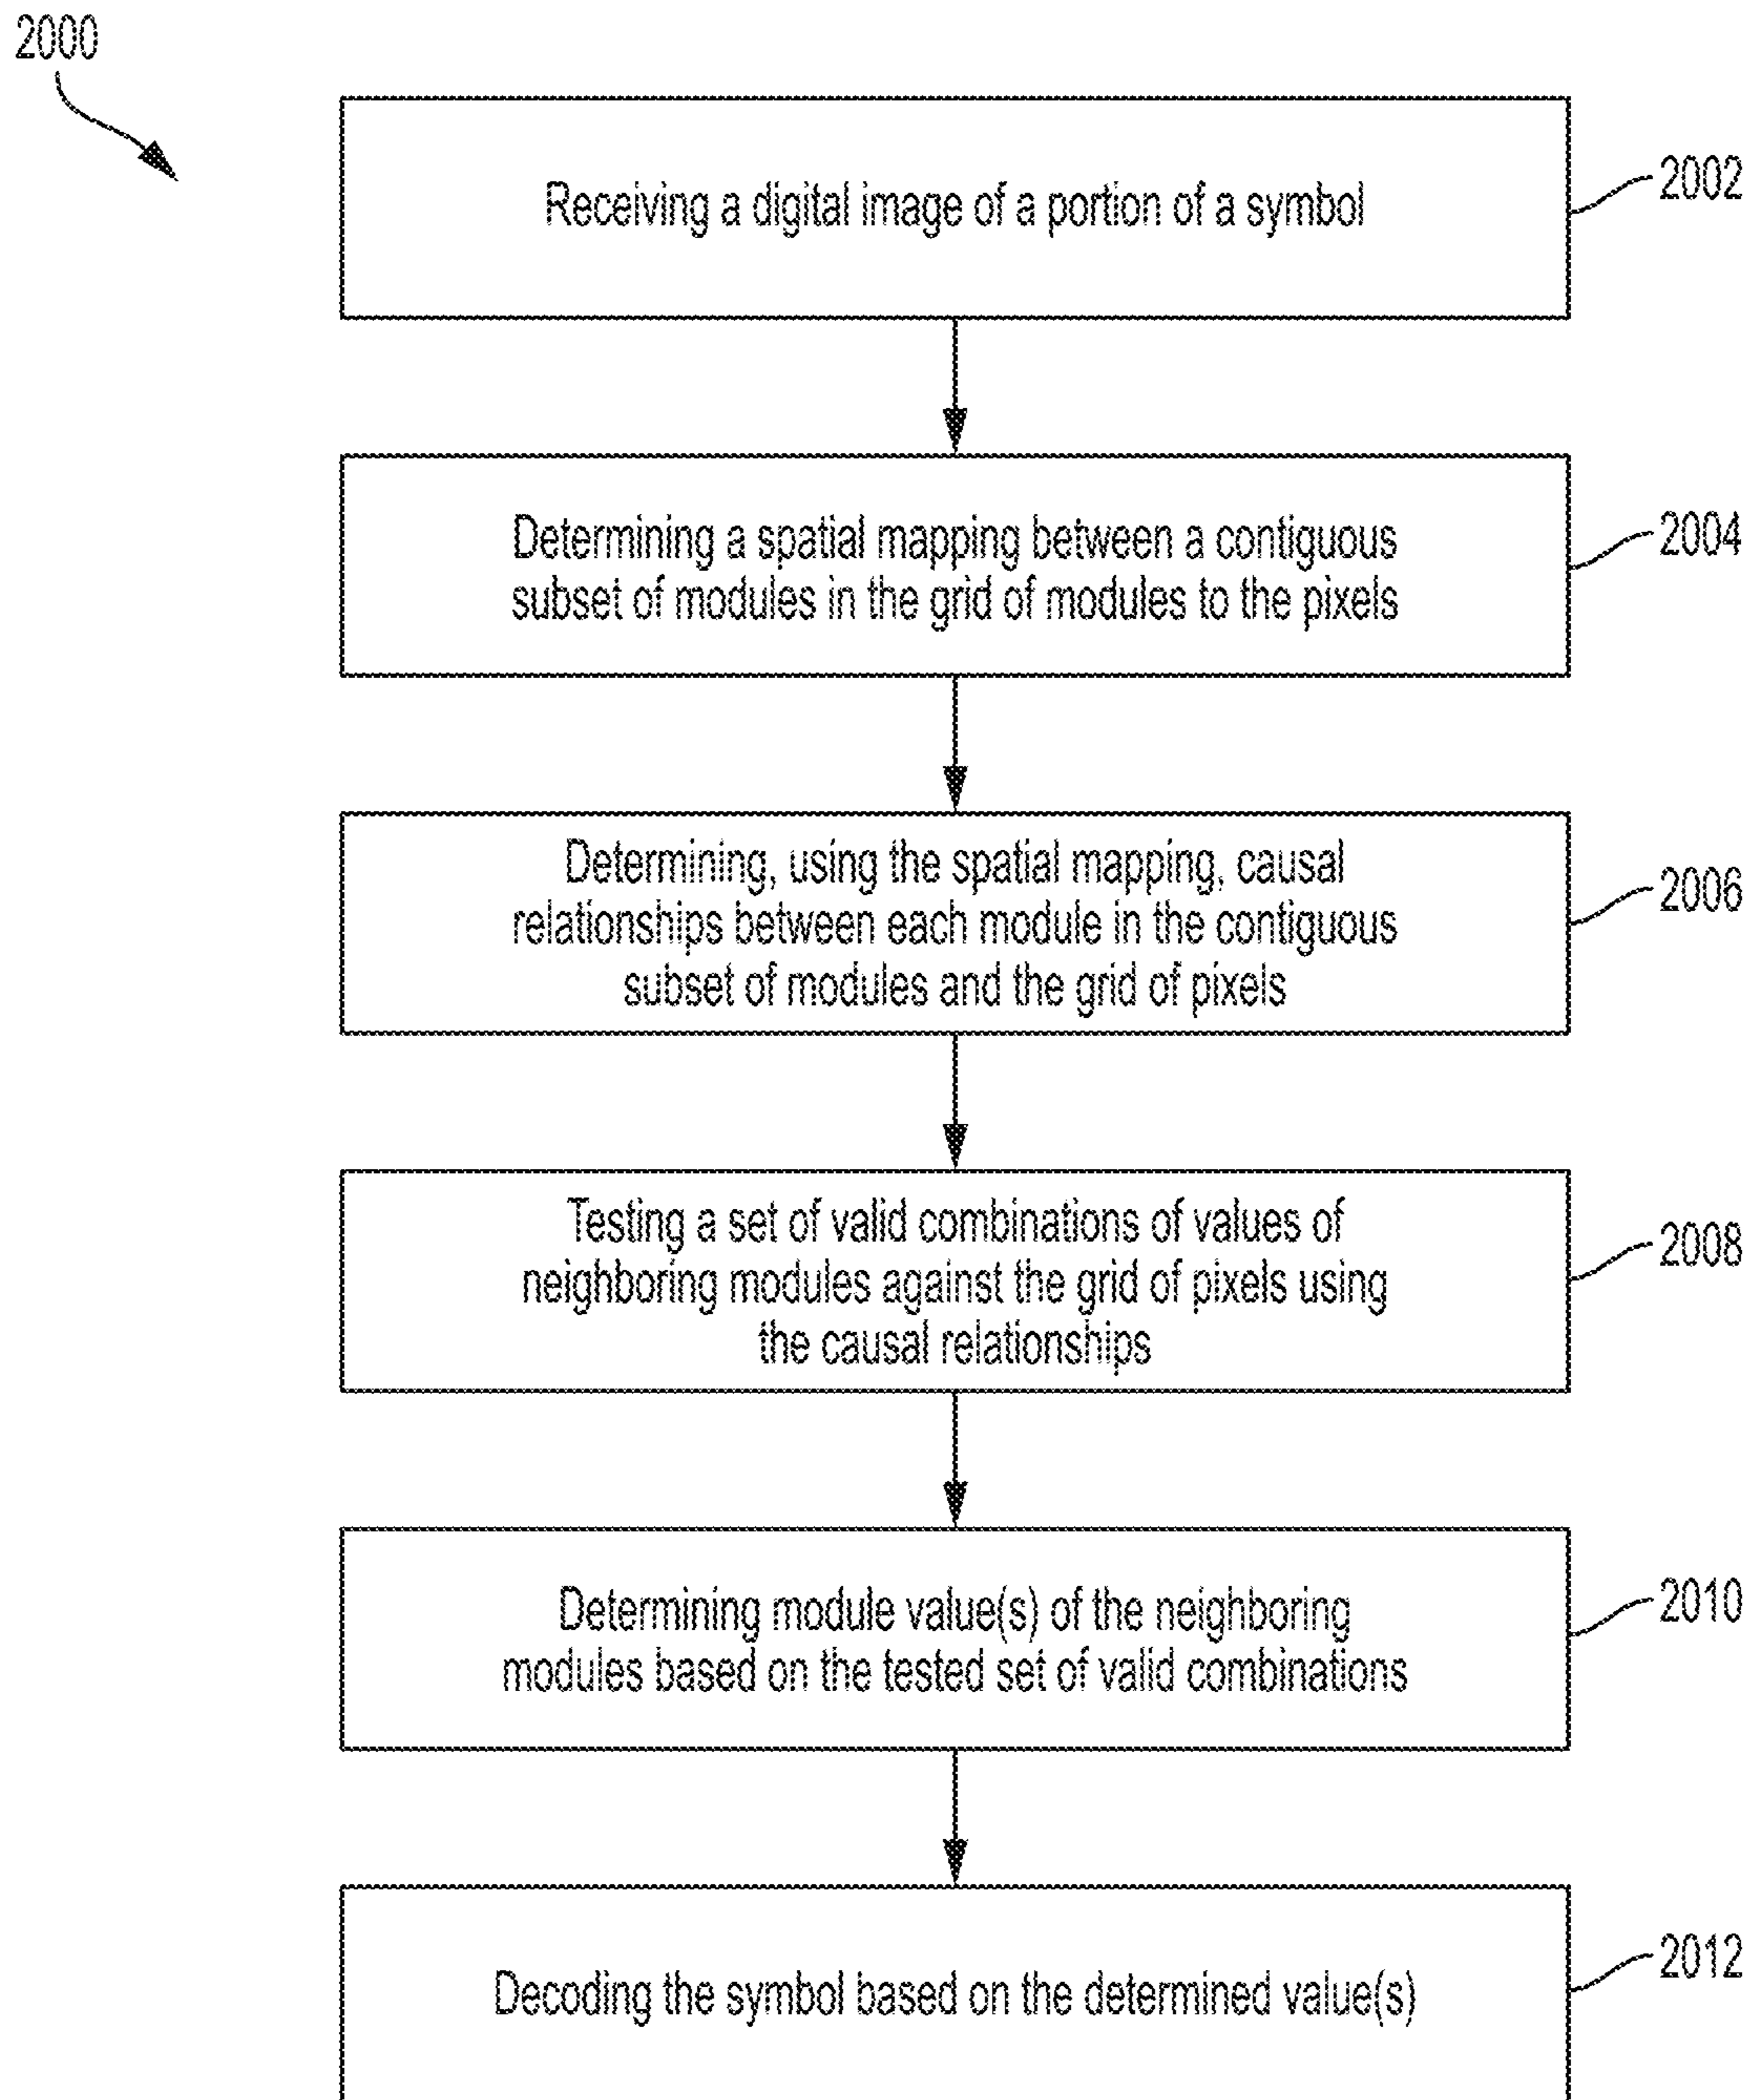 2000
Receiving a digital image of a portion of a symbol
2002
Determining a spatial mapping between a contiguous
subset of modules in the grid of modules to the pixels
2004
Determining, using the spatial mapping, causal
relationships between each module in the contiguous
subset of modules and the grid of pixels
2006
Testing a set of valid combinations of values of
neighboring modules against the grid of pixels using
the causal relationships
2008
Determining module value(s) of the neighboring
modules based on the tested set of valid combinations
2010
Decoding the symbol based on the determined value(s)
2012